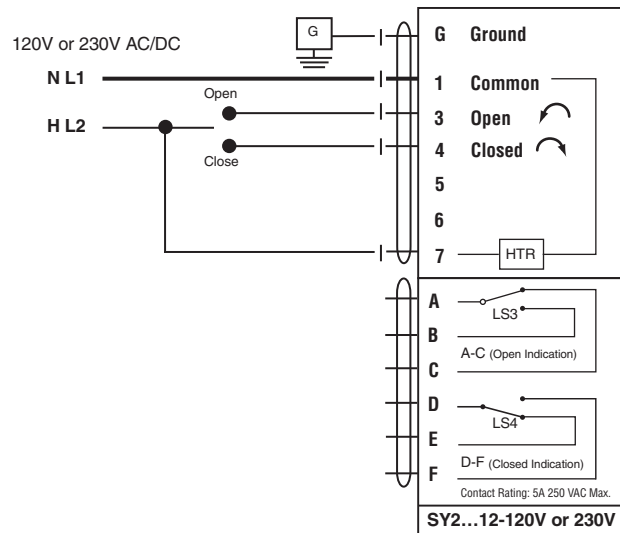 G
G Ground
120V or 230V AC/DC
N L1
1 Common
Open
3 Open
H L2
4 Closed
Close
5
6
7 HTR
A
LS3
B
A-C (Open Indication)
C
D
LS4
E
D-F (Closed Indication)
F
Contact Rating: 5A 250 VAC Max.
SY2...12-120V or 230V